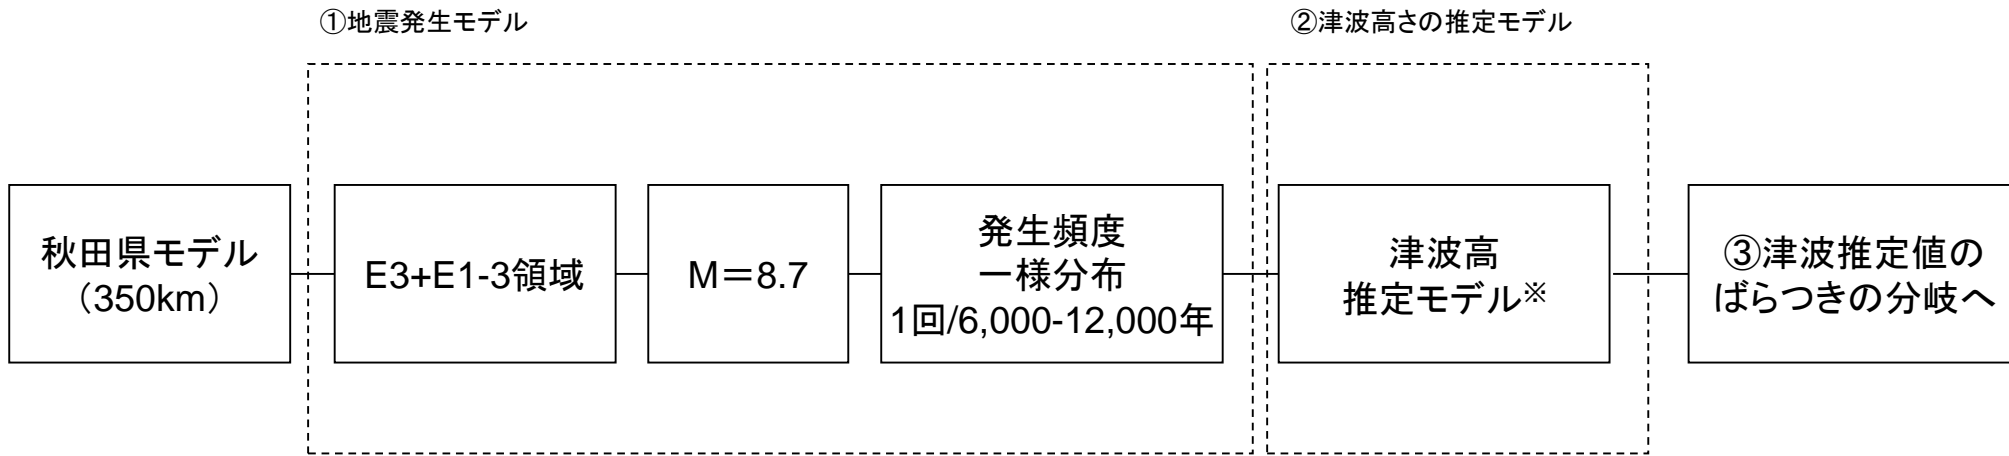 ①地震発生モデル
②津波高さの推定モデル
秋田県モデル
（350km）
E3+E1-3領域
M＝8.7
発生頻度
一様分布
1回/6,000-12,000年
津波高
推定モデル※
③津波推定値の
ばらつきの分岐へ